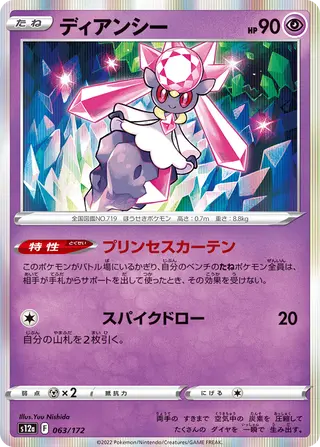 たね ディアンシー HP90
全国図鑑NO.719 ほうせきポケモン 高さ:0.7m 重さ:8.8kg
特性 プリンセスカーテン
とくせい
このポケモンがバトル場にいるかぎり、自分のベンチのたねポケモン全員は、
相手が手札からサポートを出して使ったとき、その効果を受けない。
スパイクドロー 20
自分の山札を2枚引く。
弱点 ×2 抵抗力 にげる
s12a F 063/172
Illus.Yuu Nishida
両手の すきまで 空気中の 炭素を 圧縮
して たくさんの ダイヤを 一瞬で 生み出す。
©2022 Pokémon/Nintendo/Creatures/GAME FREAK.